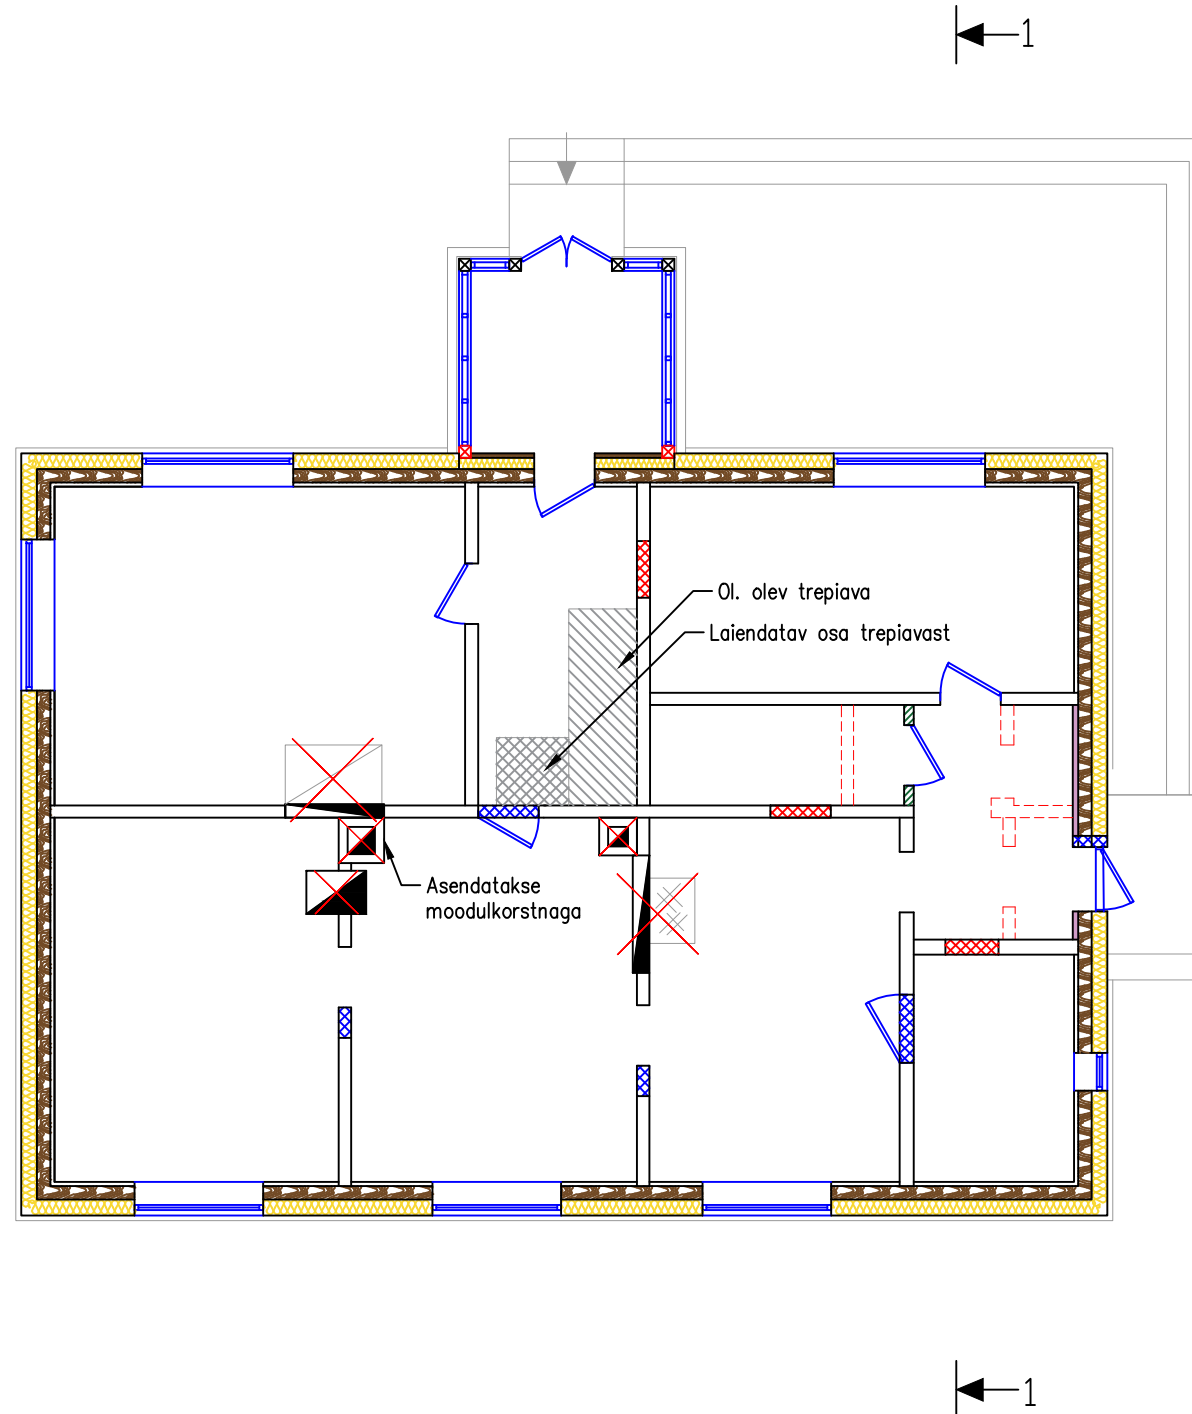 1
Ol. olev trepiava
Laiendatav osa trepiavast
Asendatakse
moodulkorstnaga
1